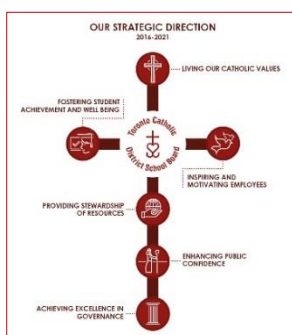 OUR STRATEGIC DIRECTION
2016-2021
LIVING OUR CATHOLIC VALUES
FOSTERING STUDENT
ACHIEVEMENT AND WELL BEING
Toronto Catholic
District School Board
INSPIRING AND
MOTIVATING EMPLOYEES
PROVIDING STEWARDSHIP
OF RESOURCES
ENHANCING PUBLIC
CONFIDENCE
ACHIEVING EXCELLENCE IN
GOVERNANCE